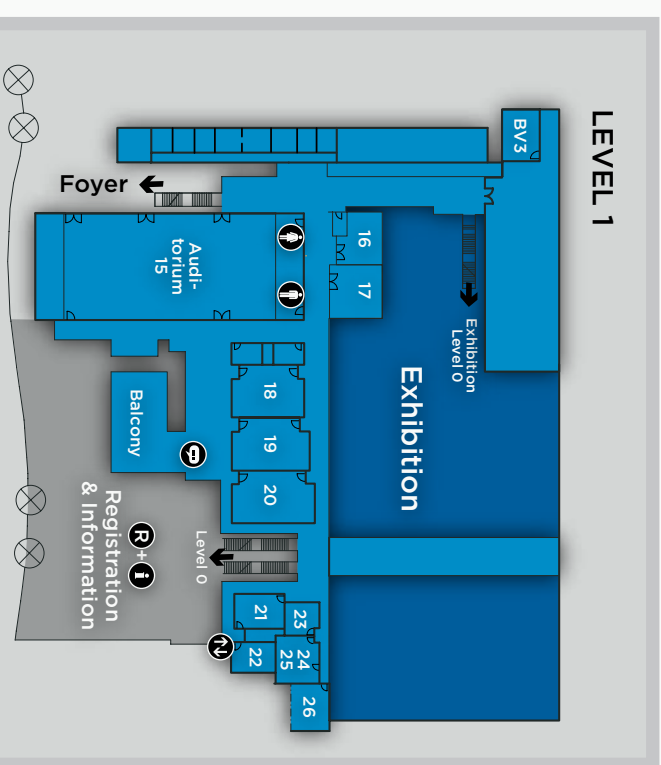 LEVEL 1
BV3
Foyer
Exhibition
Level 0
16
17
Audi-
torium
15
Exhibition
18
19
20
Balcony
Registration
& Information
R + i
Level 0
21
22
23
24
25
26